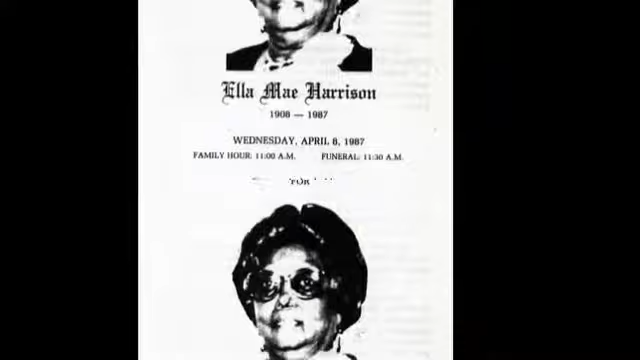 Ella Mae Harrison
1908 — 1987
WEDNESDAY, APRIL 8, 1987
FAMILY HOUR: 11:00 A.M. FUNERAL: 11:30 A.M.
FOR